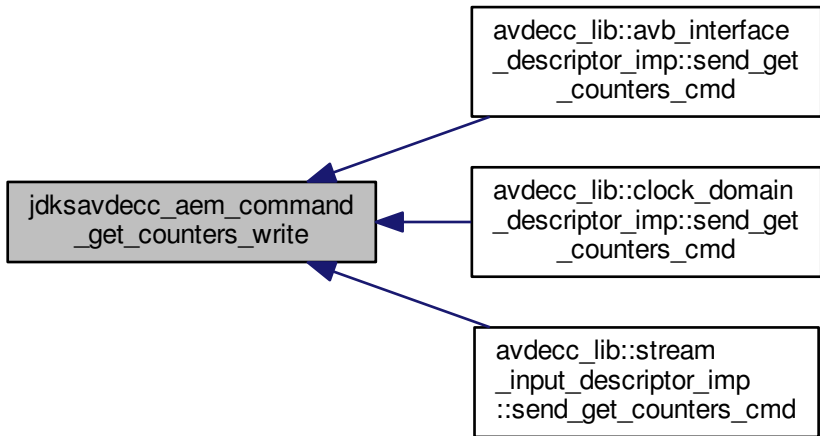 avdecc_lib::avb_interface
_descriptor_imp::send_get
_counters_cmd
jdksavdecc_aem_command
_get_counters_write
avdecc_lib::clock_domain
_descriptor_imp::send_get
_counters_cmd
avdecc_lib::stream
_input_descriptor_imp
::send_get_counters_cmd